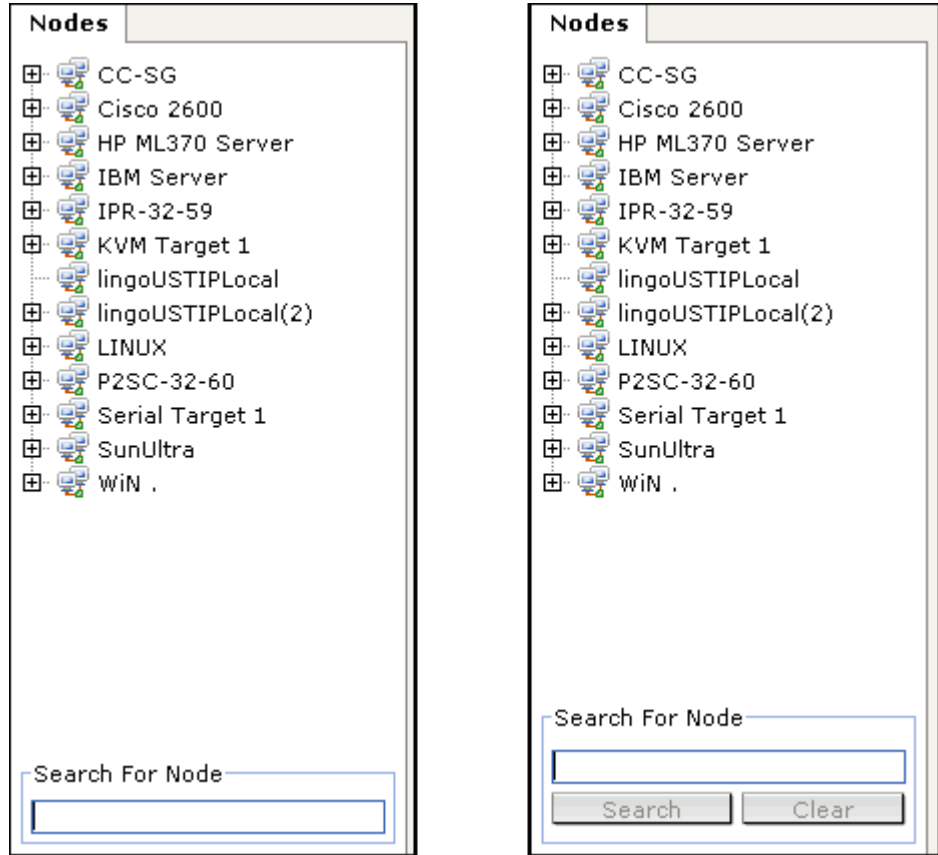 Nodes
CC-SG
Cisco 2600
HP ML370 Server
IBM Server
IPR-32-59
KVM Target 1
lingoUSTIPLocal
lingoUSTIPLocal(2)
LINUX
P2SC-32-60
Serial Target 1
SunUltra
WiN .
Search For Node
Nodes
CC-SG
Cisco 2600
HP ML370 Server
IBM Server
IPR-32-59
KVM Target 1
lingoUSTIPLocal
lingoUSTIPLocal(2)
LINUX
P2SC-32-60
Serial Target 1
SunUltra
WiN .
Search For Node
Search Clear